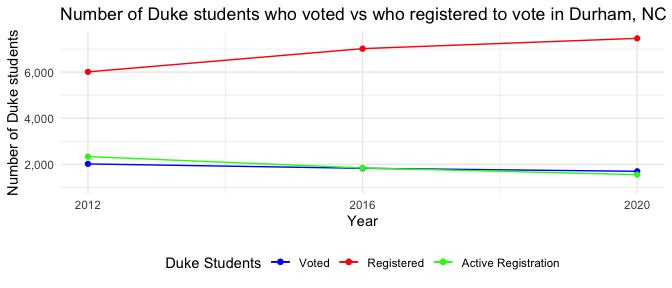 Number of Duke students who voted vs who registered to vote in Durham, NC
Number of Duke students
6,000
4,000
2,000
2012 2016 2020
Year
Duke Students Voted Registered Active Registration